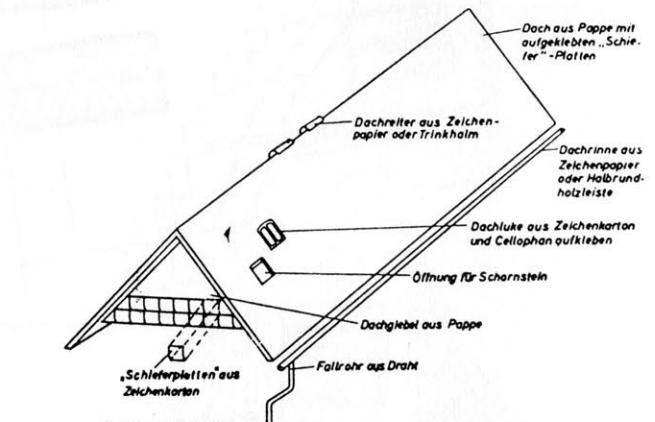 Dach aus Pappe mit
aufgeklebten „Schie-
fer"-Platten
Dachreiter aus Zeichen-
papier oder Trinkhalm
Dachrinne aus
Zeichenpapier
oder Halbrund-
holzleiste
Dachluke aus Zeichenkarton
und Cellophan aufkleben
Öffnung für Schornstein
Dachgiebel aus Pappe
Fallrohr aus Draht
„Schieferplatten" aus
Zeichenkarton